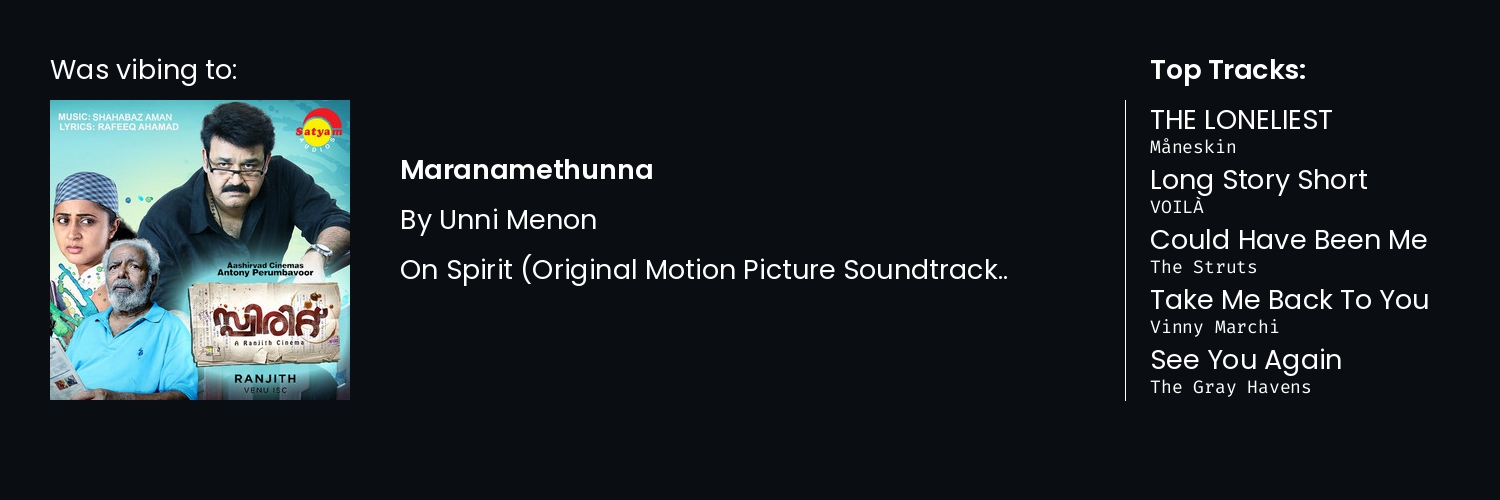 Was vibing to:
MUSIC: SHAHABAZ AMAN
LYRICS: RAFEEQ AHAMAD
Satyam
AUDIOS
Aashirvad Cinemas
Antony Perumbavoor
സ്പിരിറ്റ്
A Ranjith Cinema
RANJITH
VENU ISC
Maranamethunna
By Unni Menon
On Spirit (Original Motion Picture Soundtrack..
Top Tracks:
THE LONELIEST
Måneskin
Long Story Short
VOILÀ
Could Have Been Me
The Struts
Take Me Back To You
Vinny Marchi
See You Again
The Gray Havens